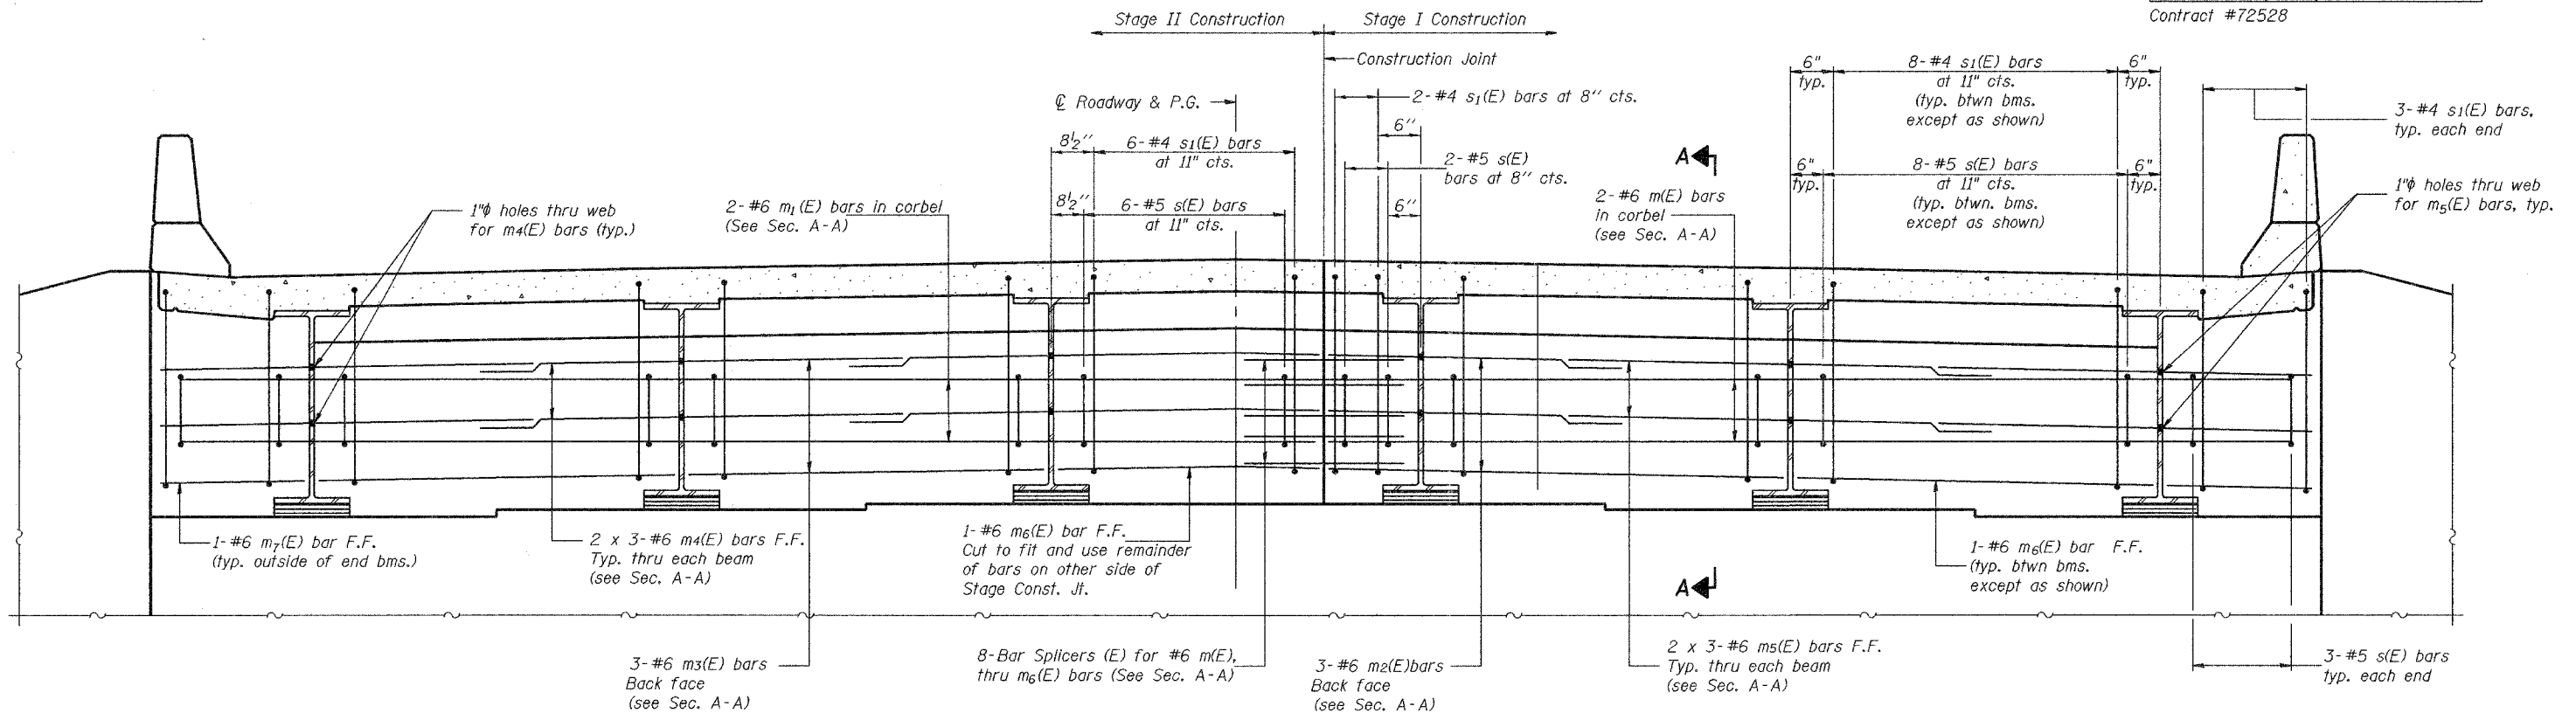 Contract #72528
Stage II Construction
Stage I Construction
Construction Joint
℄ Roadway & P.G.
2-#4 s1(E) bars at 8" cts.
6"
8½"
6-#4 s1(E) bars
at 11" cts.
2-#5 s(E)
bars at 8" cts.
8½"
6-#5 s(E) bars
at 11" cts.
6"
6"
typ.
8-#4 s1(E) bars
at 11" cts.
(typ. btwn bms.
except as shown)
6"
typ.
3-#4 s1(E) bars,
typ. each end
A
6"
typ.
8-#5 s(E) bars
at 11" cts.
(typ. btwn. bms.
except as shown)
6"
typ.
1"ϕ holes thru web
for m5(E) bars, typ.
1"ϕ holes thru web
for m4(E) bars (typ.)
2-#6 m1(E) bars in corbel
(See Sec. A-A)
2-#6 m(E) bars
in corbel
(see Sec. A-A)
1-#6 m7(E) bar F.F.
(typ. outside of end bms.)
2 x 3-#6 m4(E) bars F.F.
Typ. thru each beam
(see Sec. A-A)
1-#6 m6(E) bar F.F.
Cut to fit and use remainder
of bars on other side of
Stage Const. Jt.
A
1-#6 m6(E) bar F.F.
(typ. btwn bms.
except as shown)
3-#6 m3(E) bars
Back face
(see Sec. A-A)
8-Bar Splicers (E) for #6 m(E),
thru m6(E) bars (See Sec. A-A)
3-#6 m2(E)bars
Back face
(see Sec. A-A)
2 x 3-#6 m5(E) bars F.F.
Typ. thru each beam
(see Sec. A-A)
3-#5 s(E) bars
typ. each end